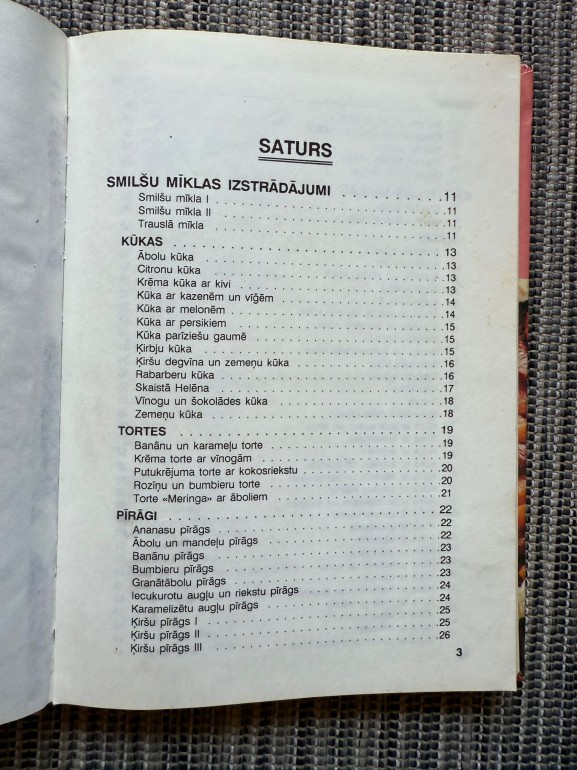 SATURS
SMILŠU MĪKLAS IZSTRĀDĀJUMI . . . . . . . . . . 11
Smilšu mīkla I . . . . . . . . . . 11
Smilšu mīkla II . . . . . . . . . . 11
Trauslā mīkla . . . . . . . . . . 11
KŪKAS . . . . . . . . . . 13
Ābolu kūka . . . . . . . . . . 13
Citronu kūka . . . . . . . . . . 13
Krēma kūka ar kivi . . . . . . . . . . 13
Kūka ar kazenēm un vīģēm . . . . . . . . . . 14
Kūka ar melonēm . . . . . . . . . . 14
Kūka ar persikiem . . . . . . . . . . 15
Kūka parīziešu gaumē . . . . . . . . . . 15
Ķirbju kūka . . . . . . . . . . 15
Ķiršu degvīna un zemeņu kūka . . . . . . . . . . 16
Rabarberu kūka . . . . . . . . . . 16
Skaistā Helēna . . . . . . . . . . 17
Vīnogu un šokolādes kūka . . . . . . . . . . 18
Zemeņu kūka . . . . . . . . . . 18
TORTES . . . . . . . . . . 19
Banānu un karameļu torte . . . . . . . . . . 19
Krēma torte ar vīnogām . . . . . . . . . . 19
Putukrējuma torte ar kokosriekstu . . . . . . . . . . 20
Rozīņu un bumbieru torte . . . . . . . . . . 20
Torte «Meringa» ar āboliem . . . . . . . . . . 21
PĪRĀGI . . . . . . . . . . 22
Ananasu pīrāgs . . . . . . . . . . 22
Ābolu un mandeļu pīrāgs . . . . . . . . . . 22
Banānu pīrāgs . . . . . . . . . . 23
Bumbieru pīrāgs . . . . . . . . . . 23
Granātābolu pīrāgs . . . . . . . . . . 23
Iecukurotu augļu un riekstu pīrāgs . . . . . . . . . . 24
Karamelizētu augļu pīrāgs . . . . . . . . . . 24
Ķiršu pīrāgs I . . . . . . . . . . 25
Ķiršu pīrāgs II . . . . . . . . . . 25
Ķiršu pīrāgs III . . . . . . . . . . 26
3